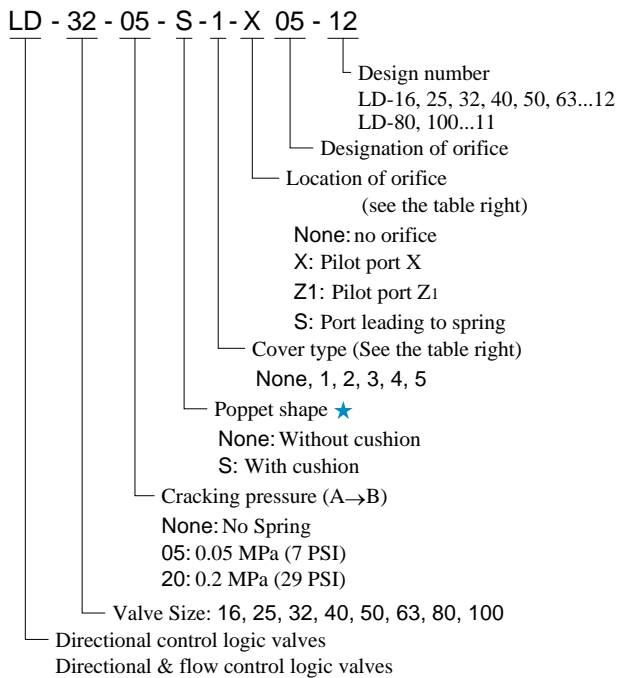 LD - 32 - 05 - S - 1 - X 05 - 12
Design number
LD-16, 25, 32, 40, 50, 63...12
LD-80, 100...11
Designation of orifice
Location of orifice
(see the table right)
None: no orifice
X: Pilot port X
Z1: Pilot port Z1
S: Port leading to spring
Cover type (See the table right)
None, 1, 2, 3, 4, 5
Poppet shape ★
None: Without cushion
S: With cushion
Cracking pressure (A→B)
None: No Spring
05: 0.05 MPa (7 PSI)
20: 0.2 MPa (29 PSI)
Valve Size: 16, 25, 32, 40, 50, 63, 80, 100
Directional control logic valves
Directional & flow control logic valves